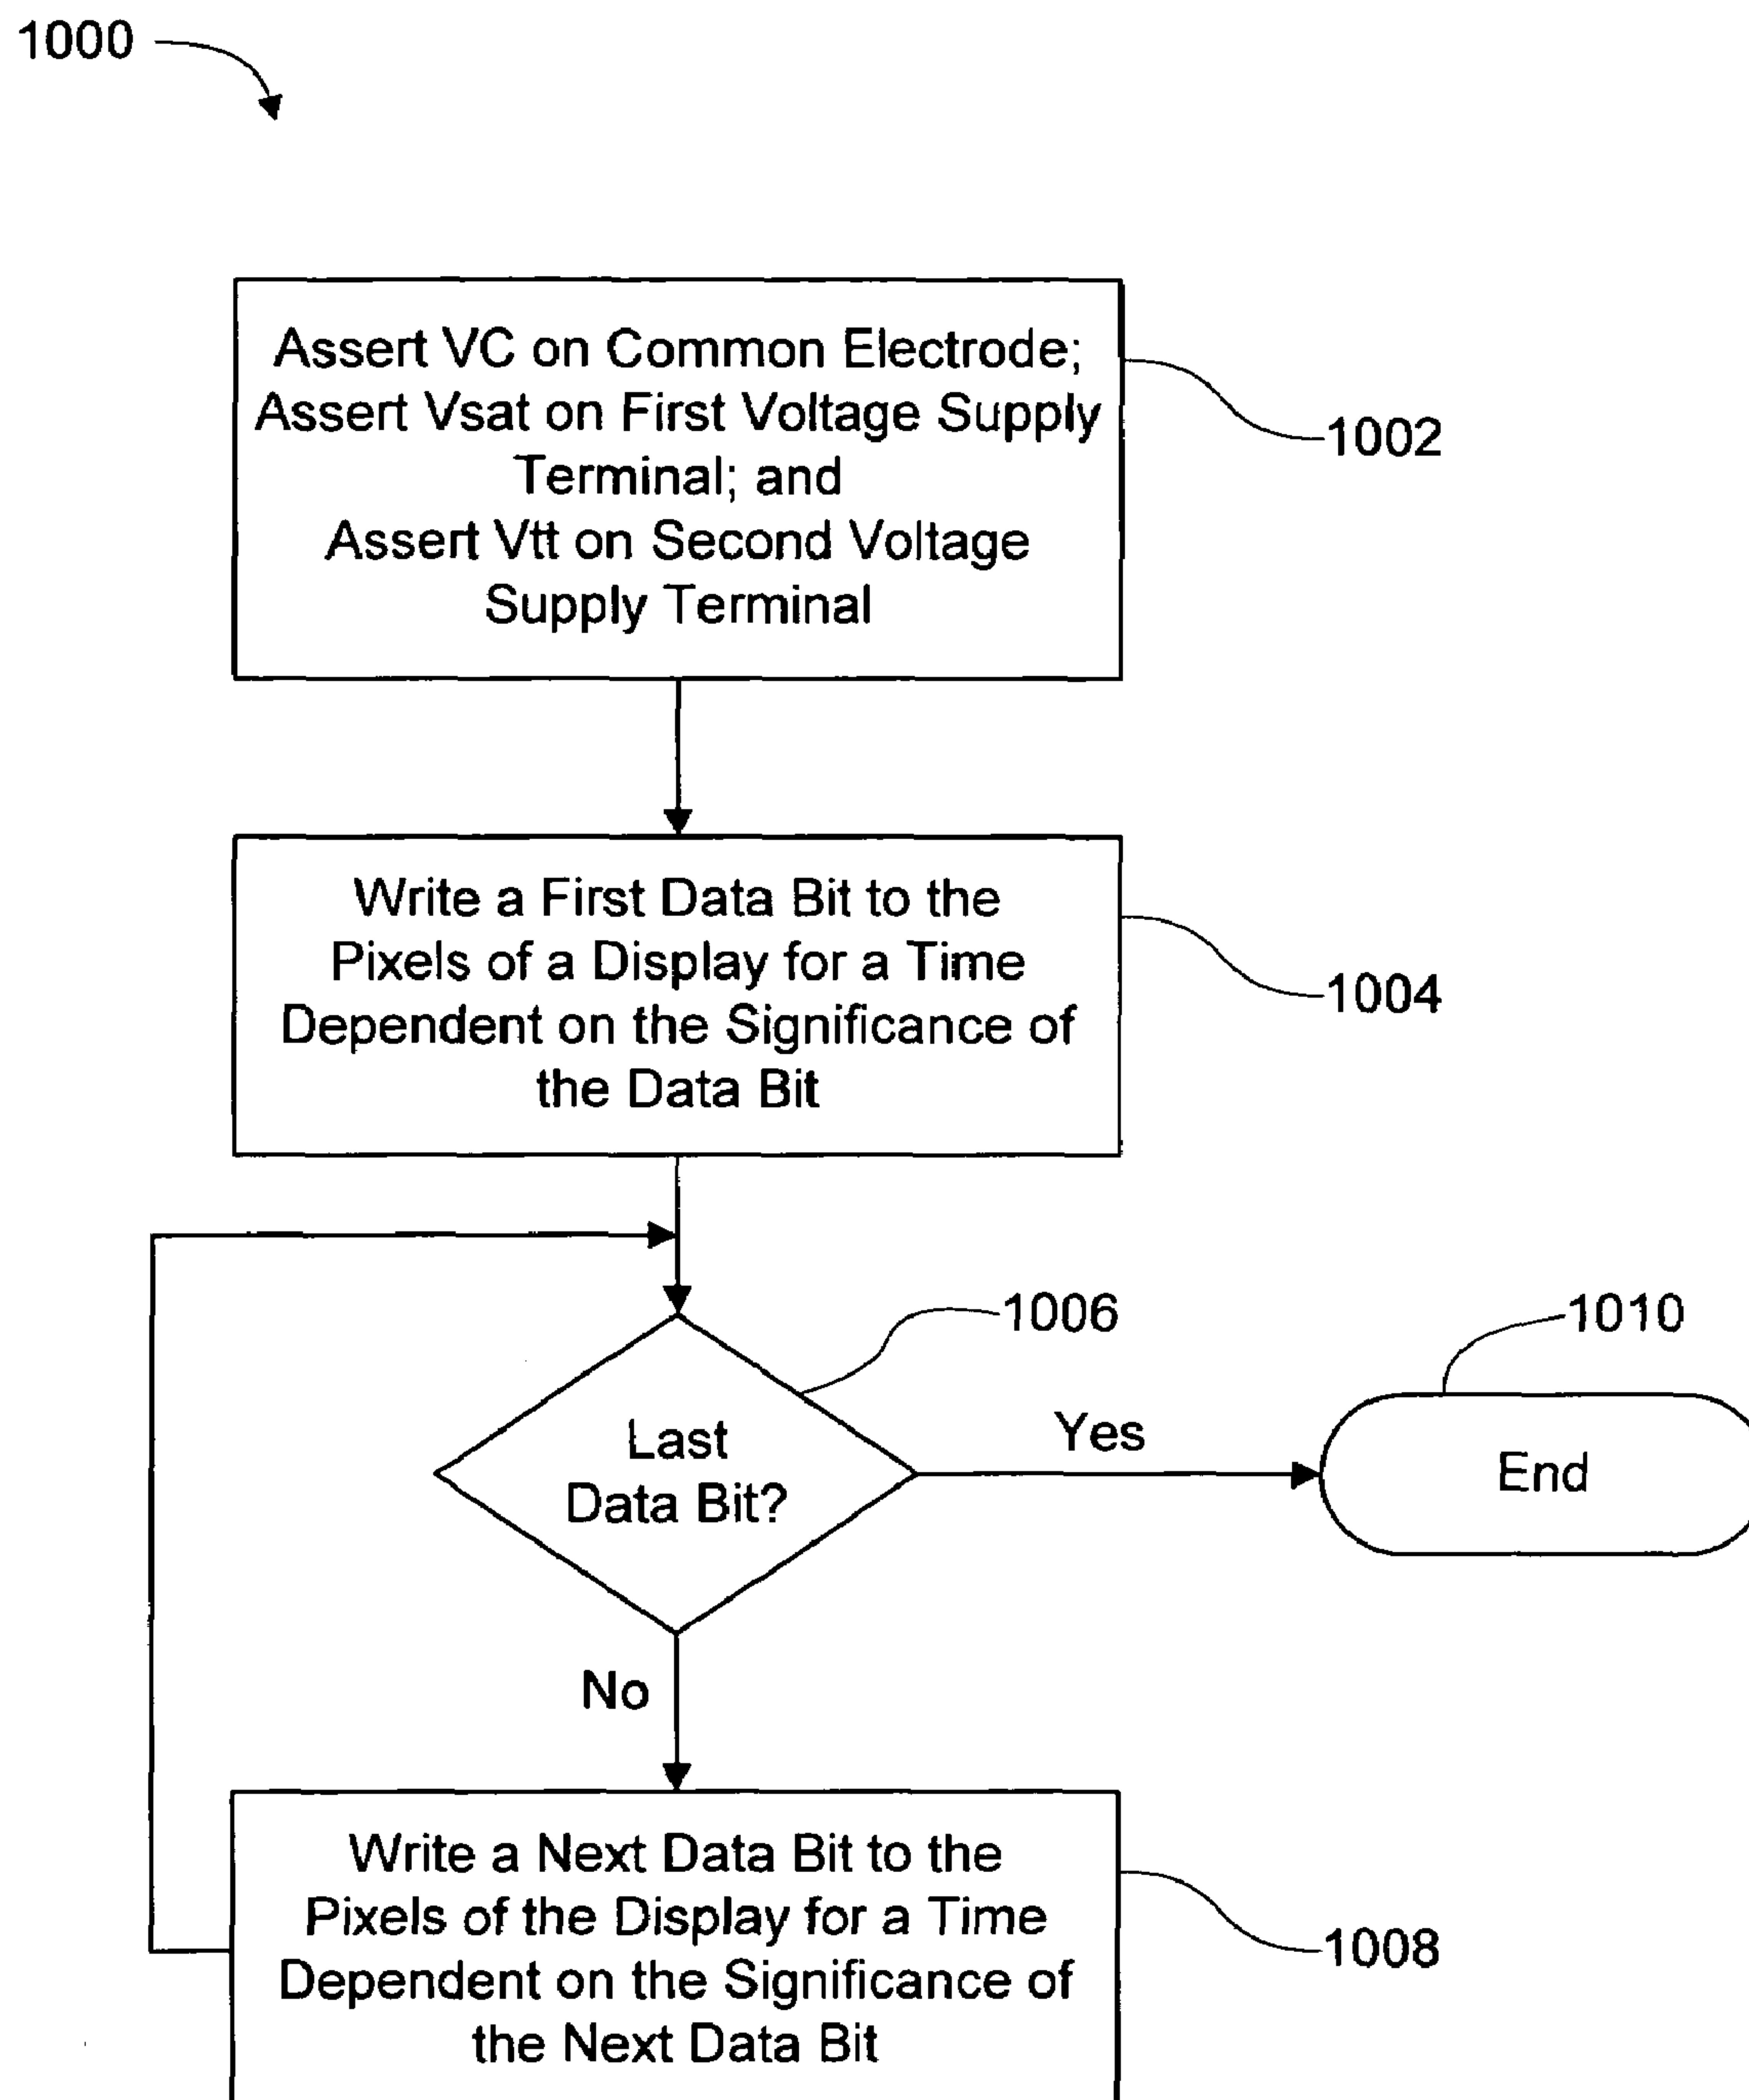 1000
Assert VC on Common Electrode;
Assert Vsat on First Voltage Supply
Terminal; and
Assert Vtt on Second Voltage
Supply Terminal
1002
Write a First Data Bit to the
Pixels of a Display for a Time
Dependent on the Significance of
the Data Bit
1004
1006
1010
Last
Data Bit?
Yes
End
No
Write a Next Data Bit to the
Pixels of the Display for a Time
Dependent on the Significance of
the Next Data Bit
1008